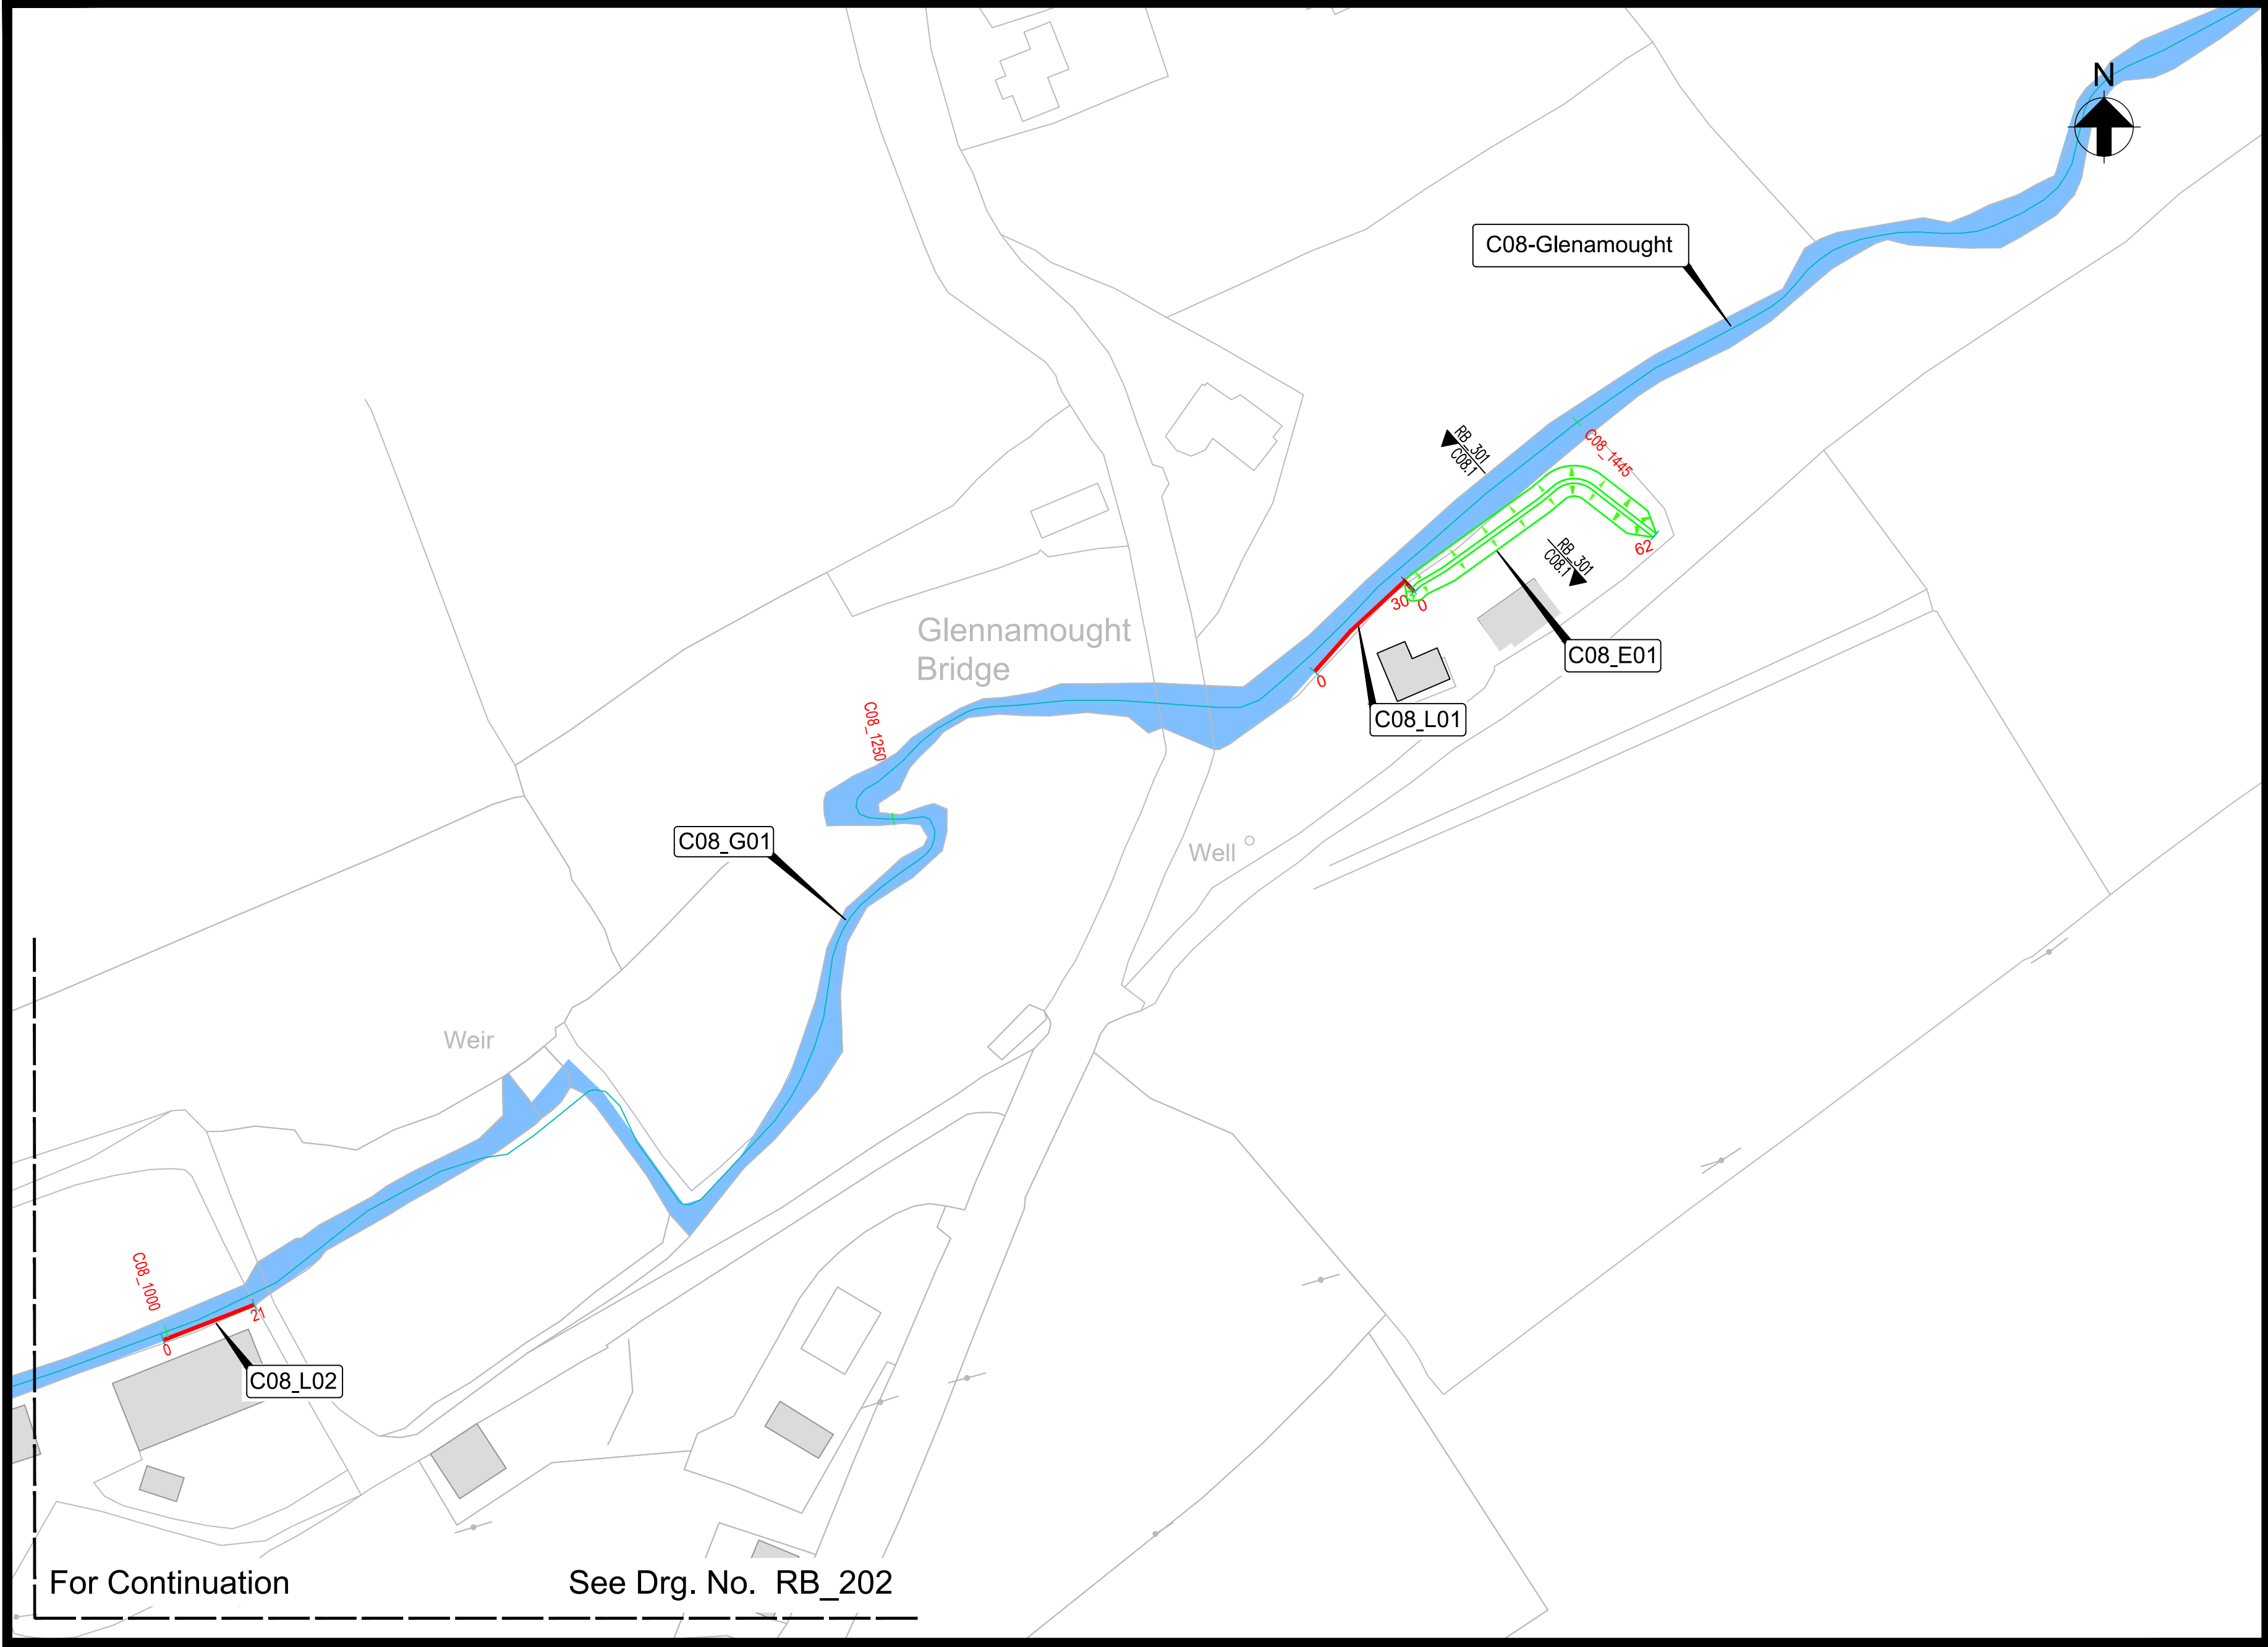 N
C08-Glenamought
RB_301
C08.1
C08_1445
62
RB_301
C08.1
30
0
C08_E01
Glennamought
Bridge
0
C08_L01
C08_1250
C08_G01
Well
Weir
C08_1000
21
0
C08_L02
For Continuation See Drg. No. RB_202